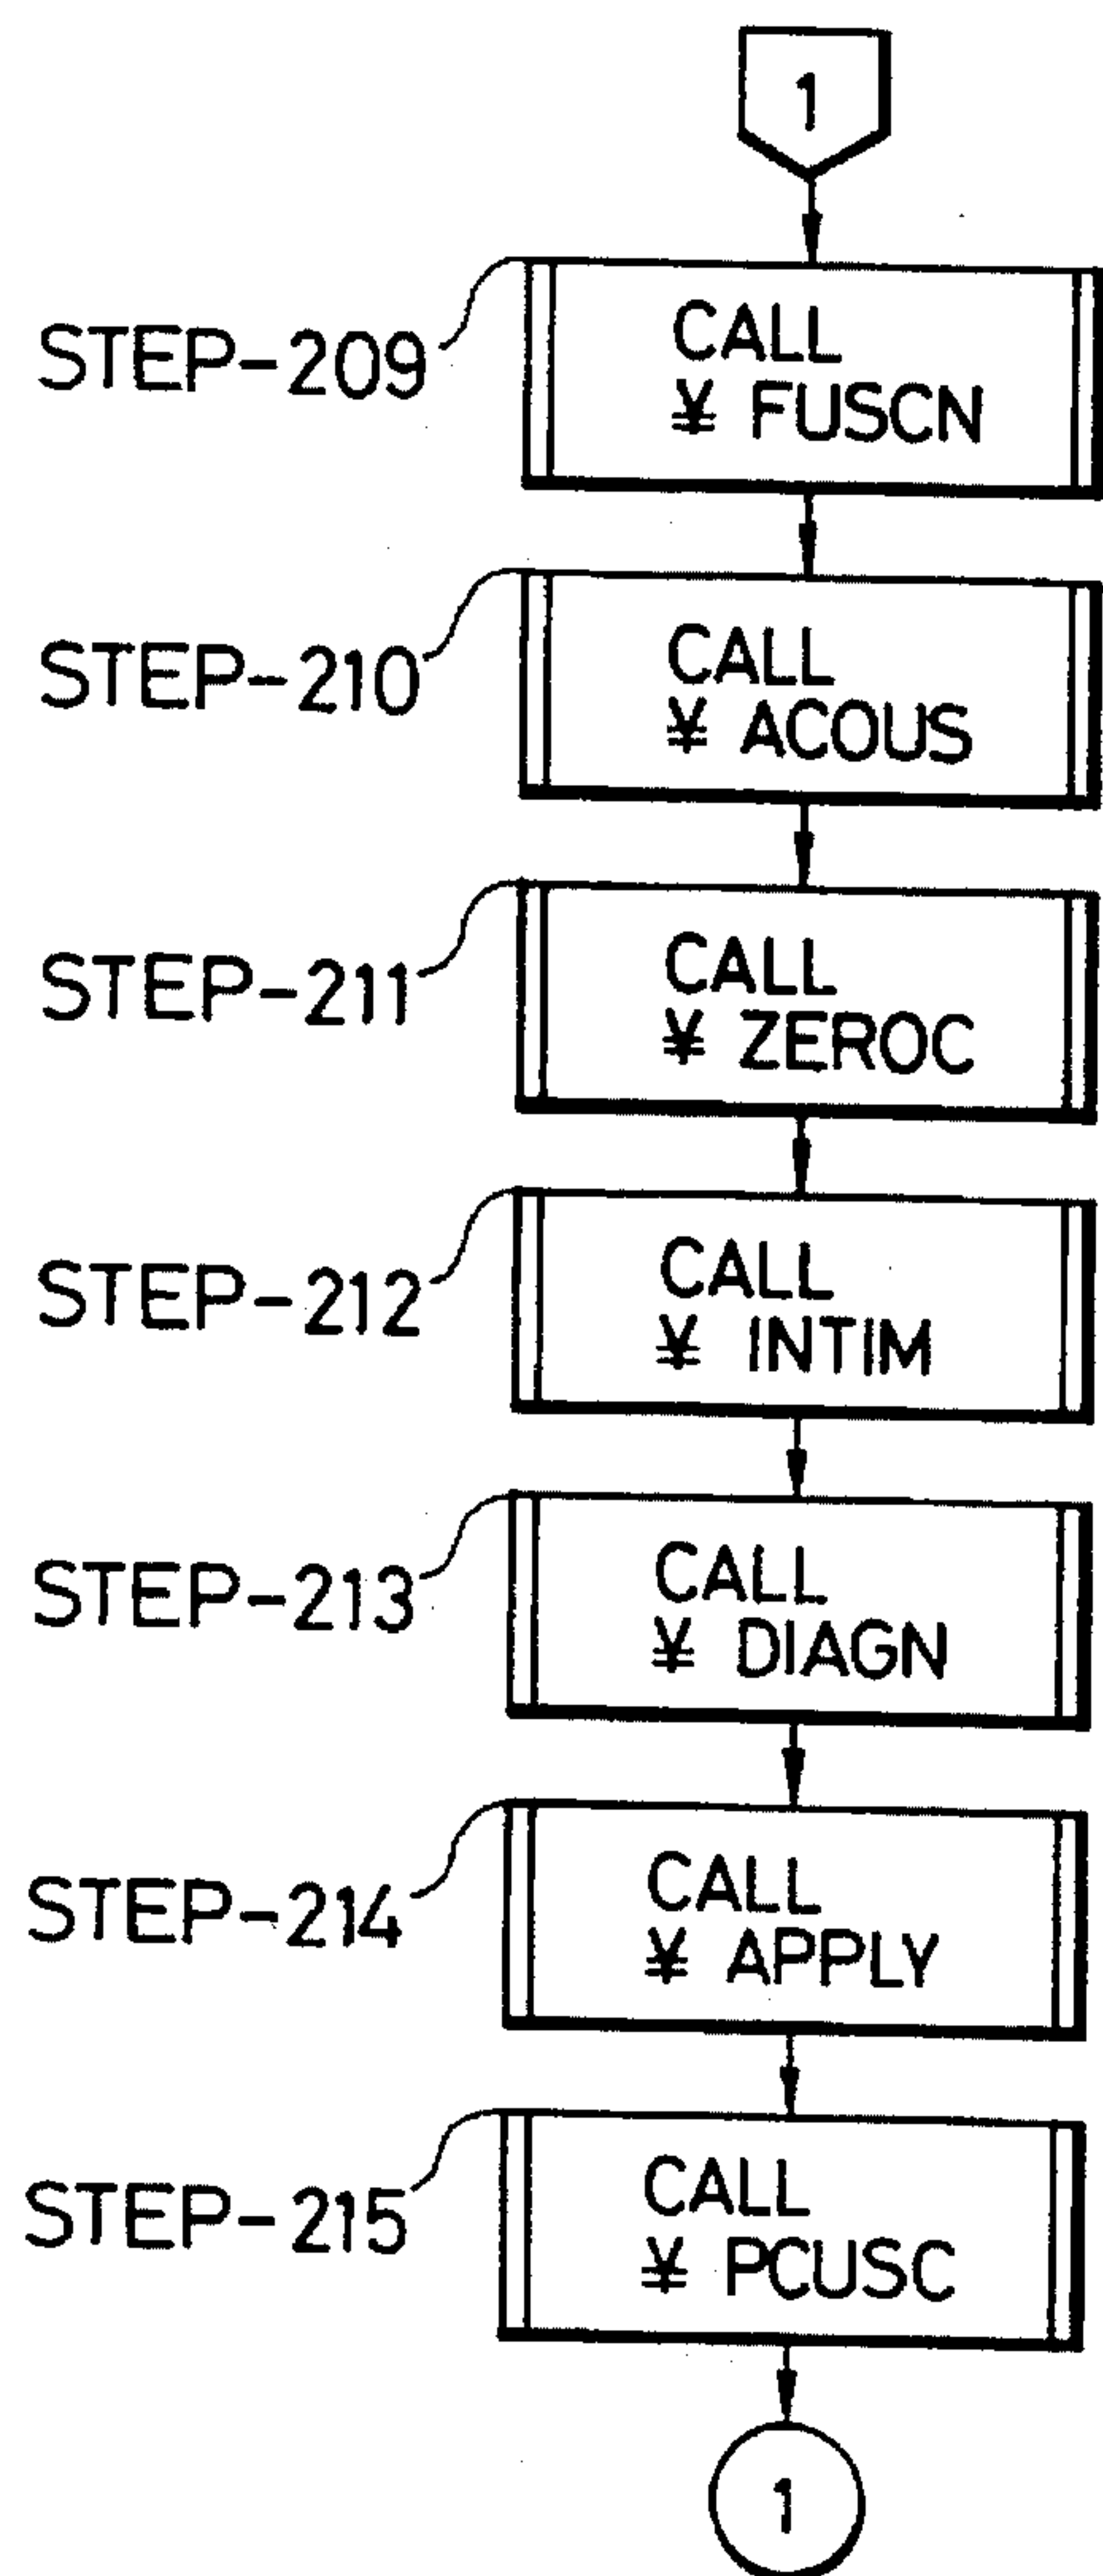 1
STEP-209
CALL
¥ FUSCN
STEP-210
CALL
¥ ACOUS
STEP-211
CALL
¥ ZEROC
STEP-212
CALL
¥ INTIM
STEP-213
CALL
¥ DIAGN
STEP-214
CALL
¥ APPLY
STEP-215
CALL
¥ PCUSC
1